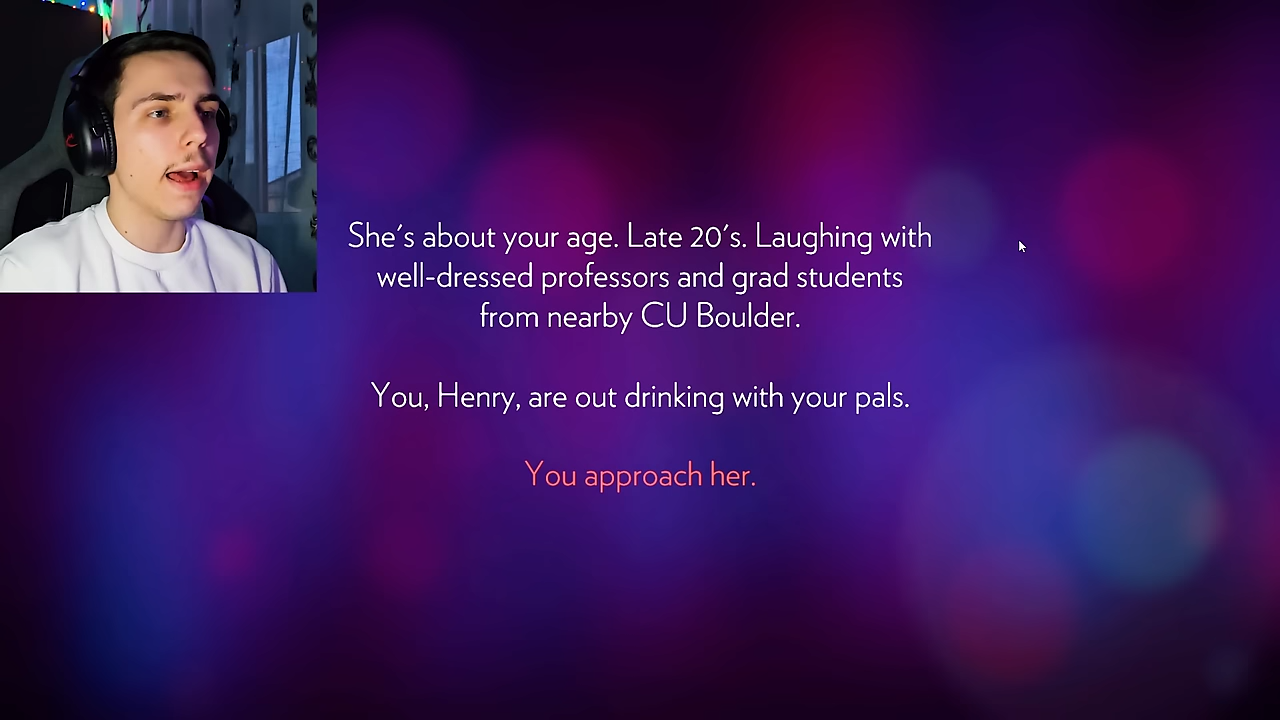 She's about your age. Late 20's. Laughing with
well-dressed professors and grad students
from nearby CU Boulder.
You, Henry, are out drinking with your pals.
You approach her.